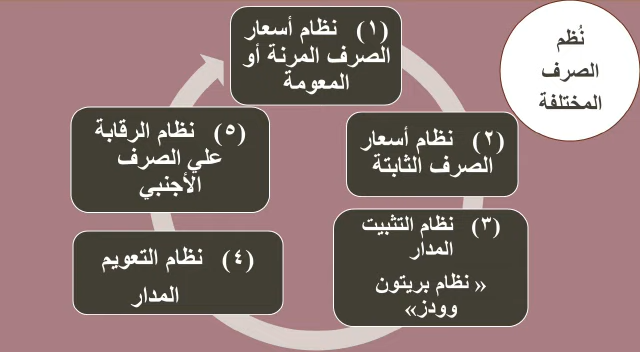 نُظم
الصرف
المختلفة
(١) نظام أسعار
الصرف المرنة أو
المعومة
(٢) نظام أسعار
الصرف الثابتة
(٣) نظام التثبيت
المدار
« نظام بريتون
وودز»
(٤) نظام التعويم
المدار
(٥) نظام الرقابة
علي الصرف
الأجنبي